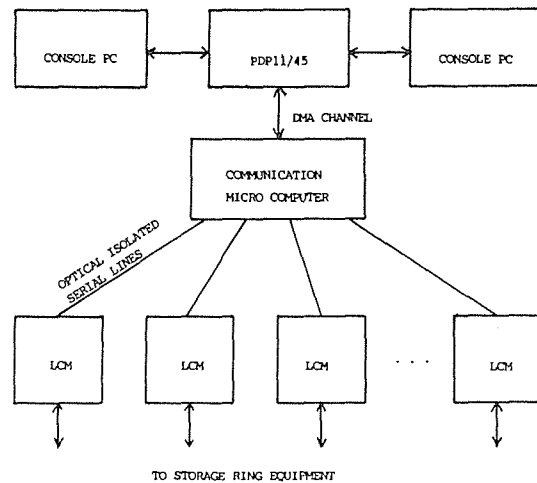 CONSOLE PC
PDP11/45
CONSOLE PC
DMA CHANNEL
COMMUNICATION
MICRO COMPUTER
OPTICAL ISOLATED
SERIAL LINES
LCM
LCM
LCM
. . .
LCM
TO STORAGE RING EQUIPMENT